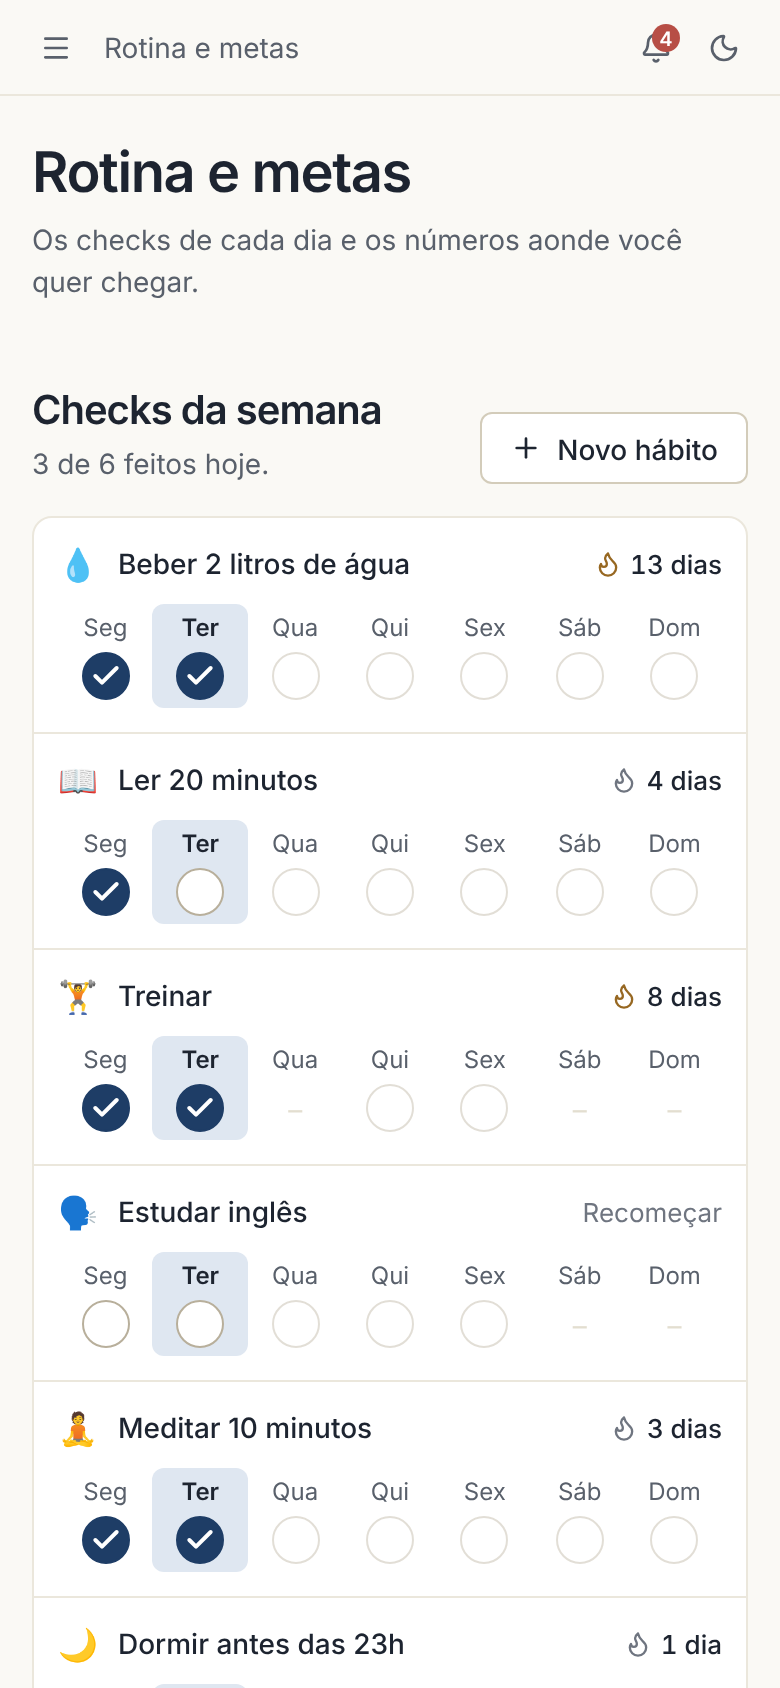 Rotina e metas
4
Rotina e metas
Os checks de cada dia e os números aonde você
quer chegar.
Checks da semana
3 de 6 feitos hoje.
+ Novo hábito
Beber 2 litros de água
13 dias
Seg Ter Qua Qui Sex Sáb Dom
Ler 20 minutos
4 dias
Seg Ter Qua Qui Sex Sáb Dom
Treinar
8 dias
Seg Ter Qua Qui Sex Sáb Dom
– – –
Estudar inglês
Recomeçar
Seg Ter Qua Qui Sex Sáb Dom
– –
Meditar 10 minutos
3 dias
Seg Ter Qua Qui Sex Sáb Dom
Dormir antes das 23h
1 dia